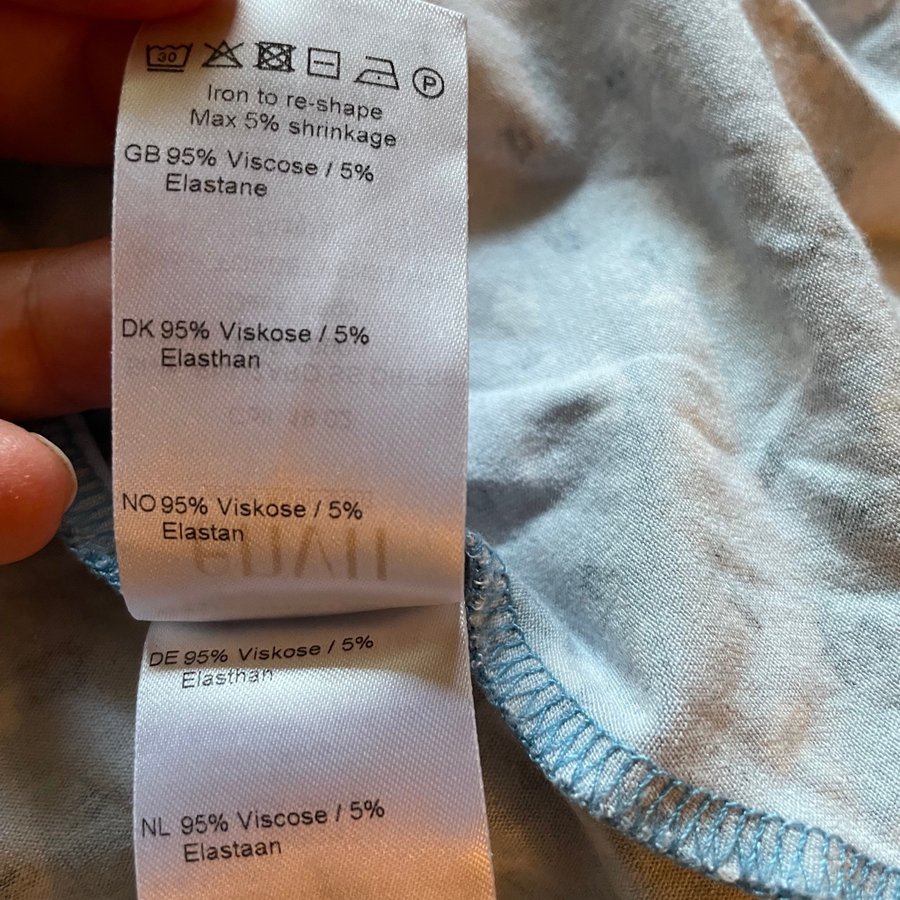 30
P
Iron to re-shape
Max 5% shrinkage
GB 95% Viscose / 5%
Elastane
DK 95% Viskose / 5%
Elasthan
NO 95% Viskose / 5%
Elastan
DE 95% Viskose / 5%
Elasthan
NL 95% Viscose / 5%
Elastaan